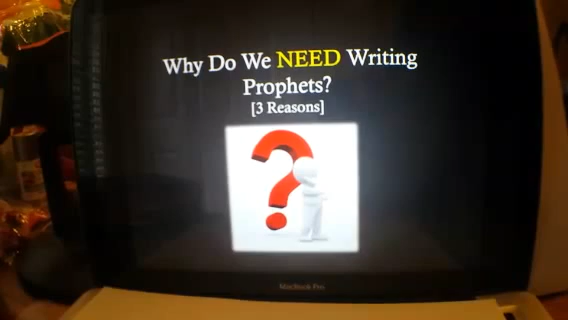 Why Do We NEED Writing
Prophets?
[3 Reasons]
MacBook Pro